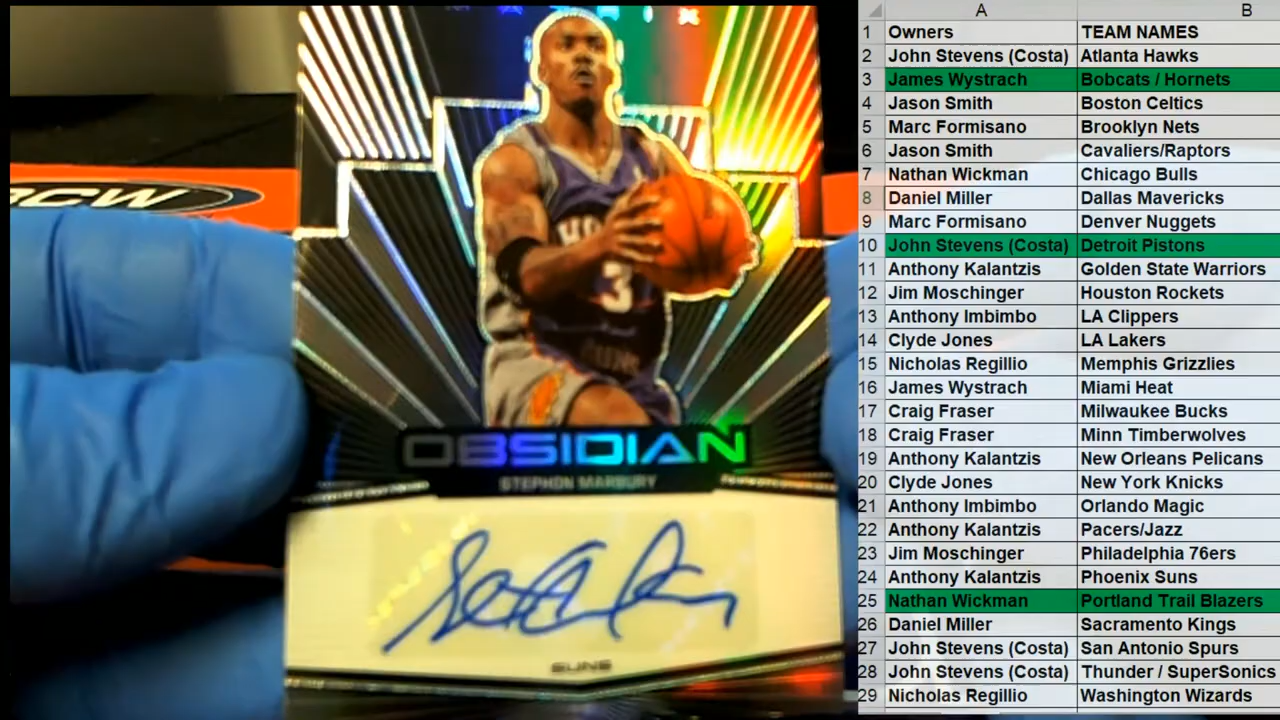 BCW
3
OBSIDIAN
STEPHON MARBURY
SUNS
A B
1 Owners TEAM NAMES
2 John Stevens (Costa) Atlanta Hawks
3 James Wystrach Bobcats / Hornets
4 Jason Smith Boston Celtics
5 Marc Formisano Brooklyn Nets
6 Jason Smith Cavaliers/Raptors
7 Nathan Wickman Chicago Bulls
8 Daniel Miller Dallas Mavericks
9 Marc Formisano Denver Nuggets
10 John Stevens (Costa) Detroit Pistons
11 Anthony Kalantzis Golden State Warriors
12 Jim Moschinger Houston Rockets
13 Anthony Imbimbo LA Clippers
14 Clyde Jones LA Lakers
15 Nicholas Regillio Memphis Grizzlies
16 James Wystrach Miami Heat
17 Craig Fraser Milwaukee Bucks
18 Craig Fraser Minn Timberwolves
19 Anthony Kalantzis New Orleans Pelicans
20 Clyde Jones New York Knicks
21 Anthony Imbimbo Orlando Magic
22 Anthony Kalantzis Pacers/Jazz
23 Jim Moschinger Philadelphia 76ers
24 Anthony Kalantzis Phoenix Suns
25 Nathan Wickman Portland Trail Blazers
26 Daniel Miller Sacramento Kings
27 John Stevens (Costa) San Antonio Spurs
28 John Stevens (Costa) Thunder / SuperSonics
29 Nicholas Regillio Washington Wizards